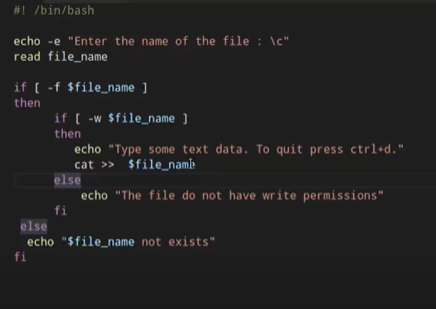 #! /bin/bash
echo -e "Enter the name of the file : \c"
read file_name
if [ -f $file_name ]
then
if [ -w $file_name ]
then
echo "Type some text data. To quit press ctrl+d."
cat >> $file_name
else
echo "The file do not have write permissions"
fi
else
echo "$file_name not exists"
fi